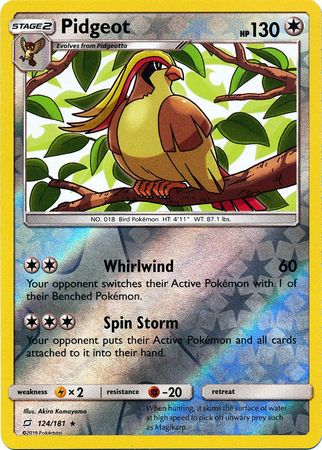 STAGE2 Pidgeot HP 130
Evolves from Pidgeotto
NO. 018 Bird Pokémon HT: 4'11" WT: 87.1 lbs.
Whirlwind 60
Your opponent switches their Active Pokémon with 1 of
their Benched Pokémon.
Spin Storm
Your opponent puts their Active Pokémon and all cards
attached to it into their hand.
weakness × 2 resistance -20 retreat
Illus. Akira Komayama
When hunting, it skims the surface of water
at high speed to pick off unwary prey such
as Magikarp.
124/181 ★
©2019 Pokémon